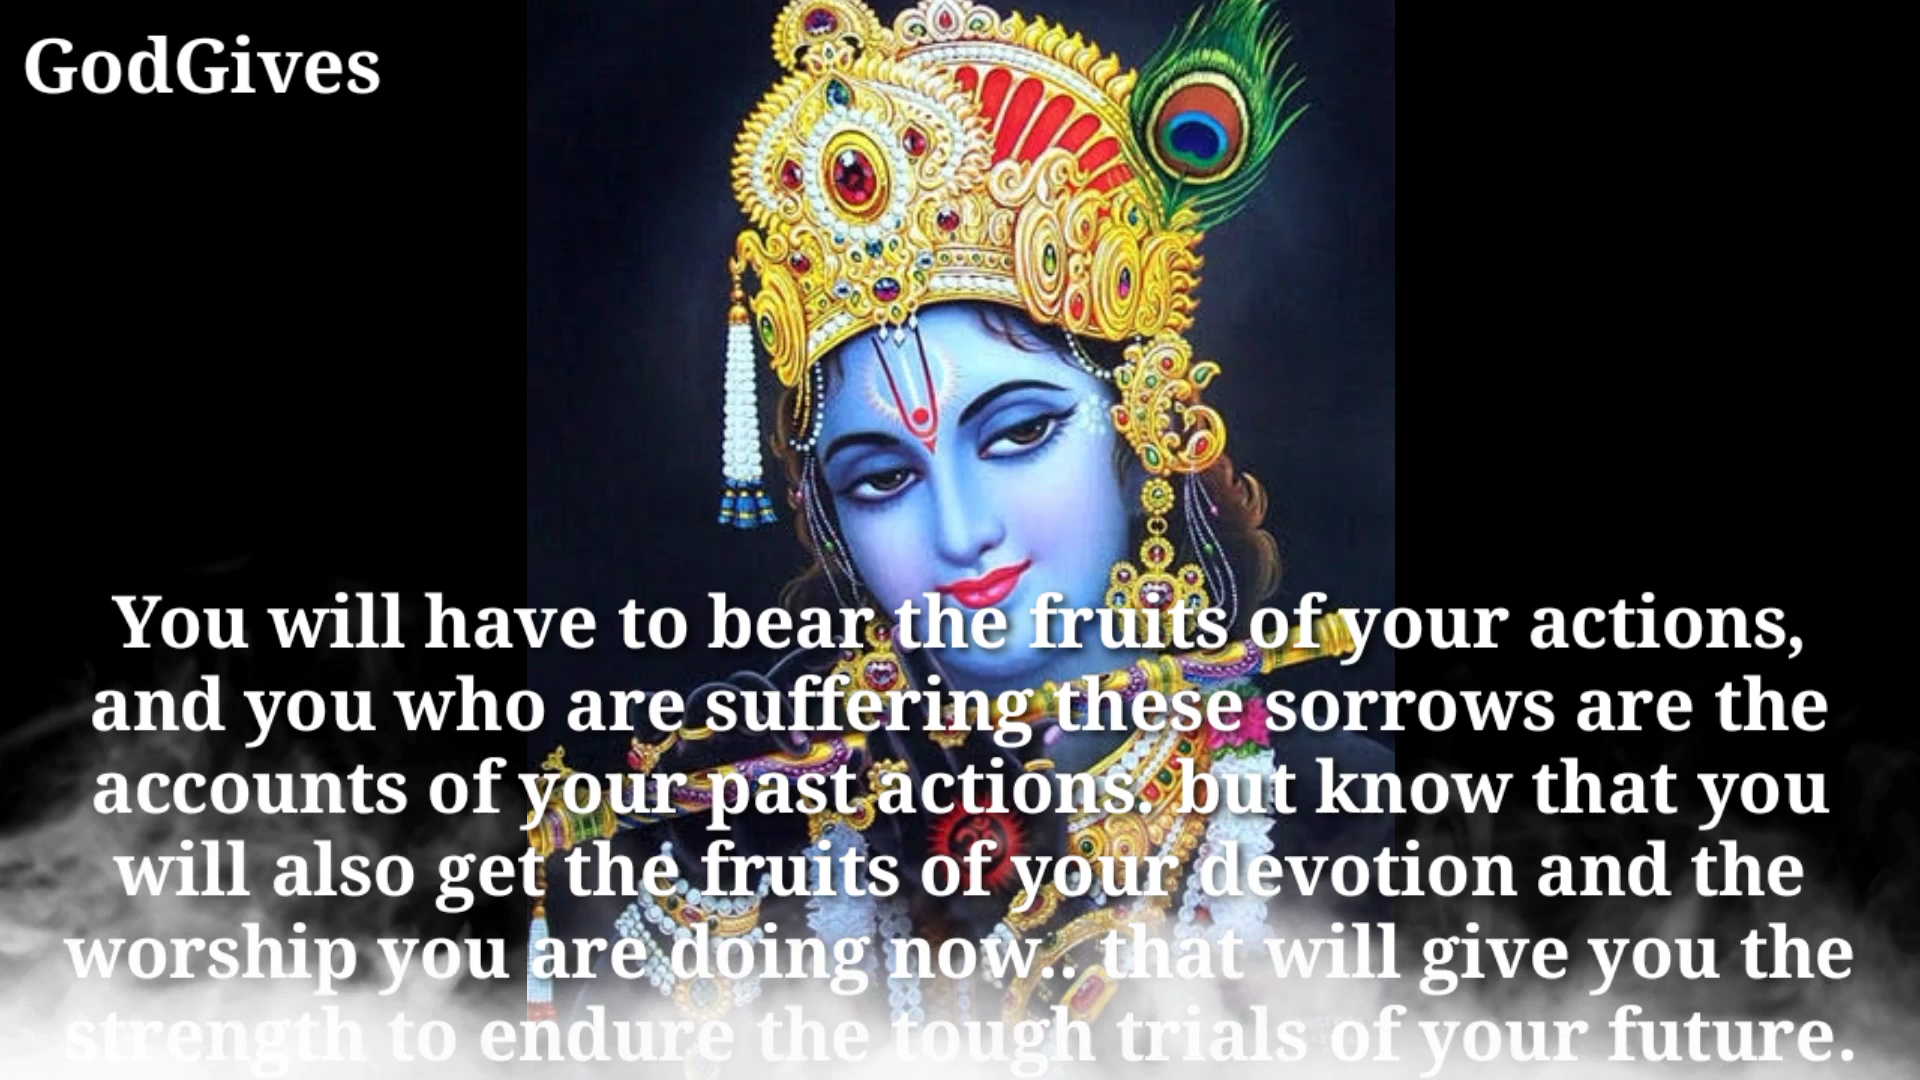 GodGives
You will have to bear the fruits of your actions,
and you who are suffering these sorrows are the
accounts of your past actions. but know that you
will also get the fruits of your devotion and the
worship you are doing now.. that will give you the
strength to endure the tough trials of your future.
ॐ